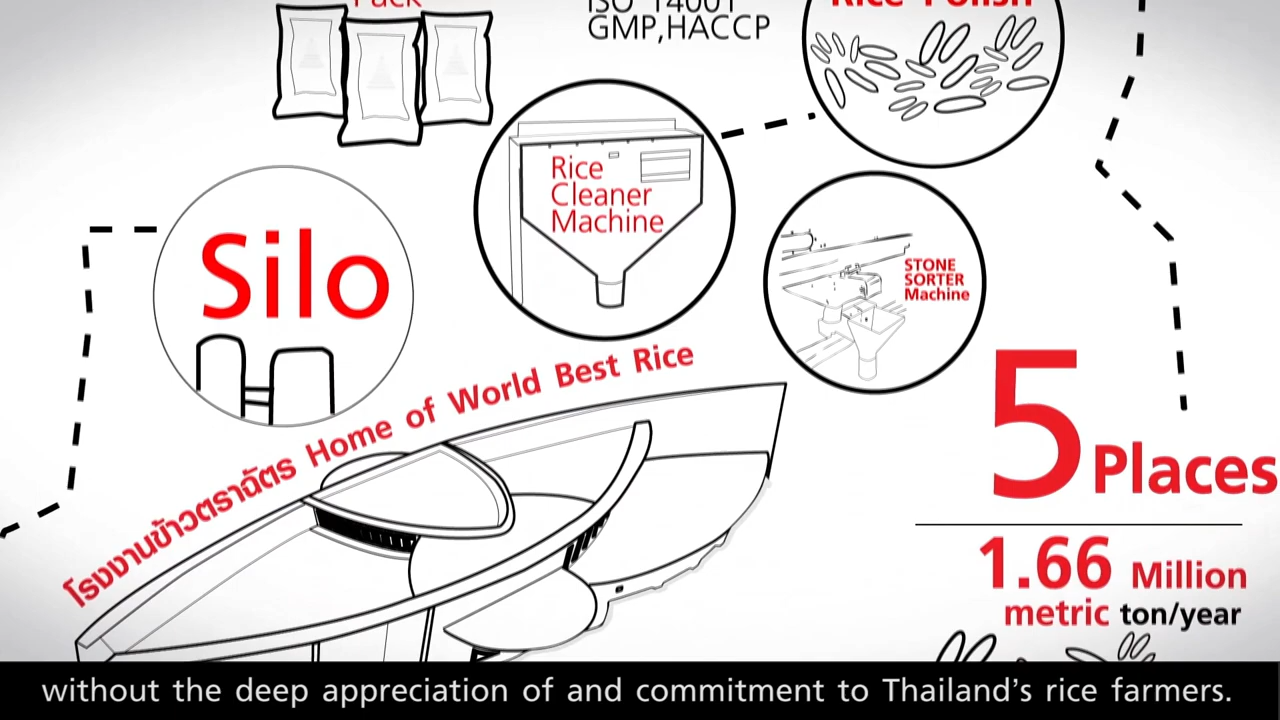 Pack
ISO 14001
GMP,HACCP
Rice Polish
Rice
Cleaner
Machine
Silo
STONE
SORTER
Machine
โรงงานข้าวตราฉัตร Home of World Best Rice
5 Places
1.66 Million
metric ton/year
without the deep appreciation of and commitment to Thailand's rice farmers.